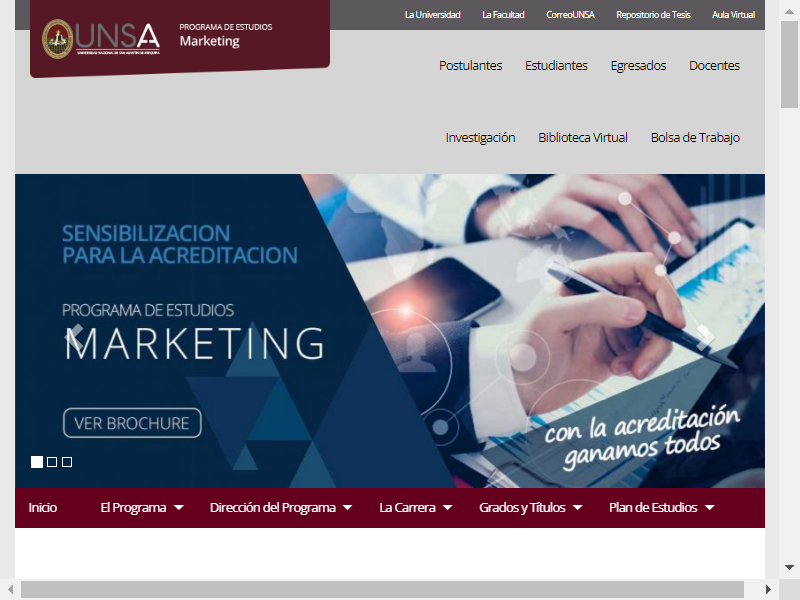 La Universidad La Facultad CorreoUNSA Repositorio de Tesis Aula Virtual
UNSA
UNIVERSIDAD NACIONAL DE SAN AGUSTÍN DE AREQUIPA
PROGRAMA DE ESTUDIOS
Marketing
Postulantes Estudiantes Egresados Docentes
Investigación Biblioteca Virtual Bolsa de Trabajo
SENSIBILIZACION
PARA LA ACREDITACION
PROGRAMA DE ESTUDIOS
MARKETING
VER BROCHURE
con la acreditación
ganamos todos
Inicio El Programa Dirección del Programa La Carrera Grados y Títulos Plan de Estudios